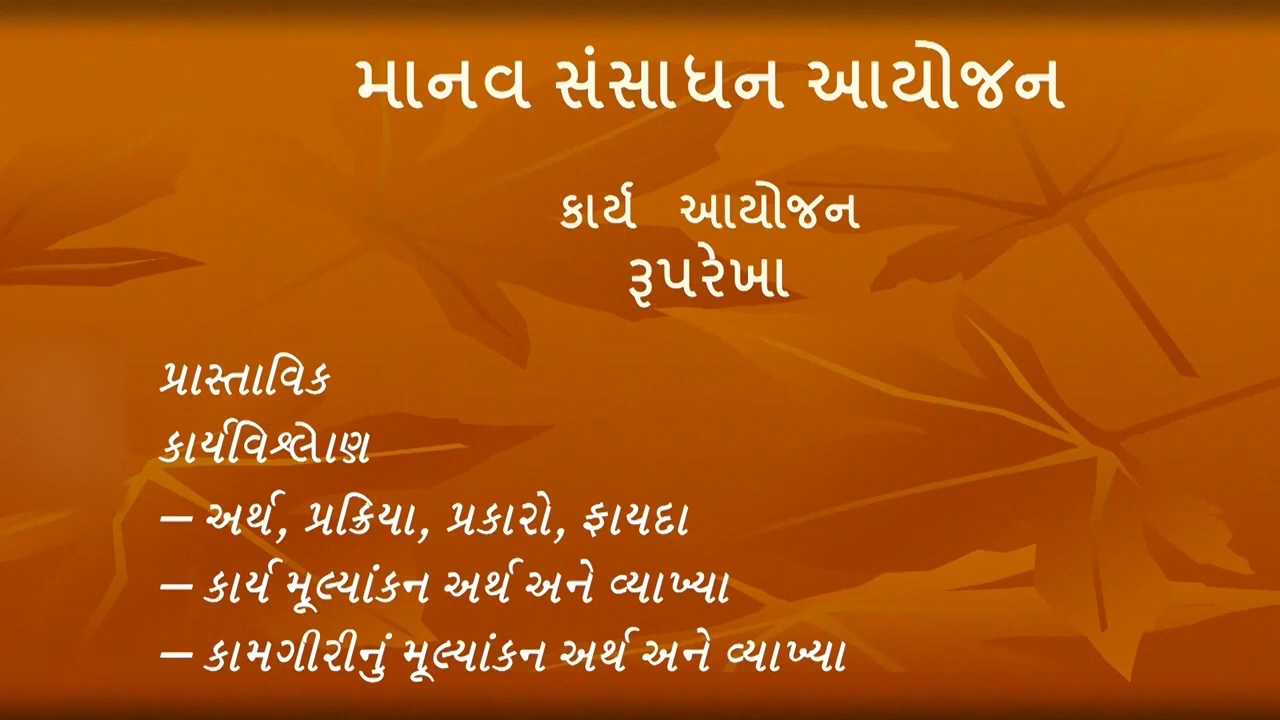 માનવ સંસાધન આયોજન
કાર્ય આયોજન
રૂપરેખા
પ્રાસ્તાવિક
કાર્યવિશ્લેાણ
– અર્થ, પ્રક્રિયા, પ્રકારો, ફાયદા
– કાર્ય મૂલ્યાંકન અર્થ અને વ્યાખ્યા
– કામગીરીનું મૂલ્યાંકન અર્થ અને વ્યાખ્યા